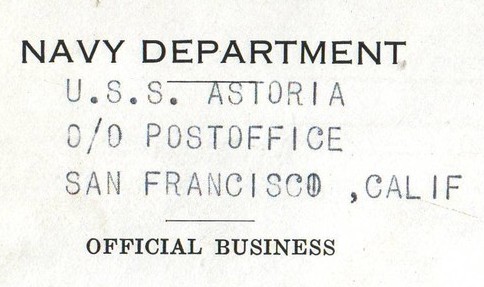 NAVY DEPARTMENT
U.S.S. ASTORIA
C/O POSTOFFICE
SAN FRANCISCO ,CALIF
OFFICIAL BUSINESS